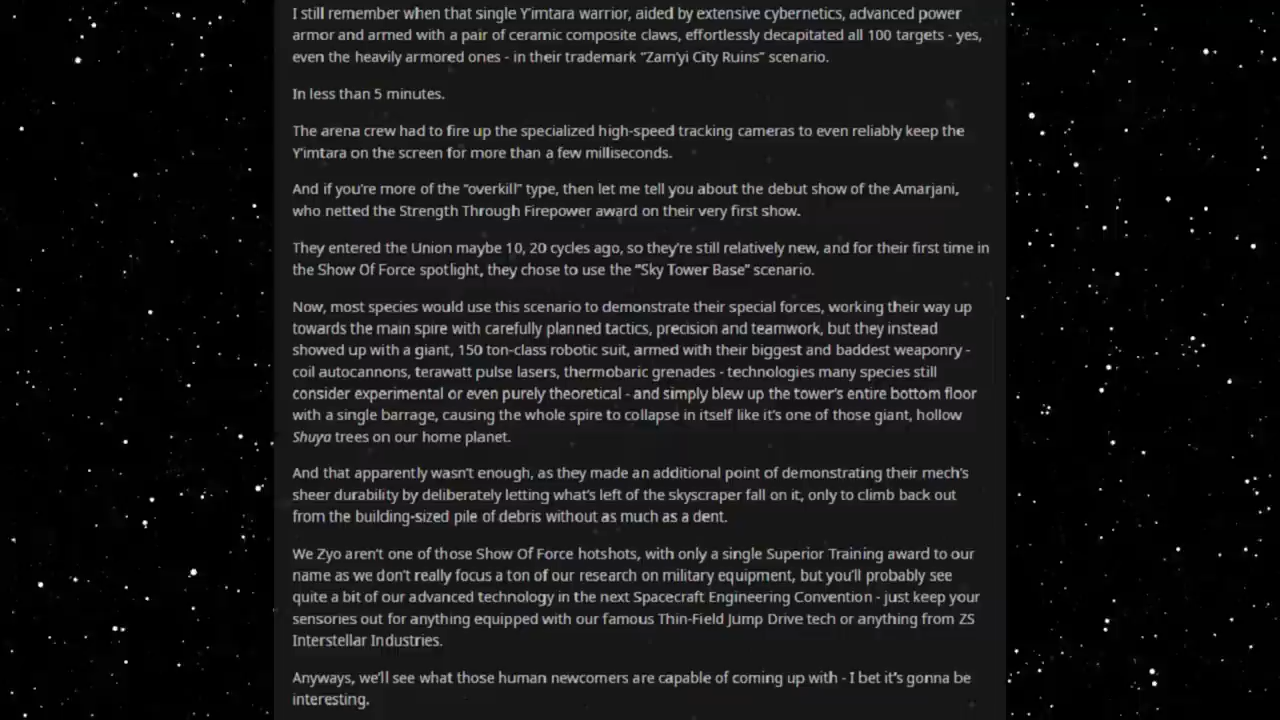 I still remember when that single Y'imtara warrior, aided by extensive cybernetics, advanced power
armor and armed with a pair of ceramic composite claws, effortlessly decapitated all 100 targets - yes,
even the heavily armored ones - in their trademark "Zam'yi City Ruins" scenario.
In less than 5 minutes.
The arena crew had to fire up the specialized high-speed tracking cameras to even reliably keep the
Y'imtara on the screen for more than a few milliseconds.
And if you're more of the "overkill" type, then let me tell you about the debut show of the Amarjani,
who netted the Strength Through Firepower award on their very first show.
They entered the Union maybe 10, 20 cycles ago, so they're still relatively new, and for their first time in
the Show Of Force spotlight, they chose to use the "Sky Tower Base" scenario.
Now, most species would use this scenario to demonstrate their special forces, working their way up
towards the main spire with carefully planned tactics, precision and teamwork, but they instead
showed up with a giant, 150 ton-class robotic suit, armed with their biggest and baddest weaponry -
coil autocannons, terawatt pulse lasers, thermobaric grenades - technologies many species still
consider experimental or even purely theoretical - and simply blew up the tower's entire bottom floor
with a single barrage, causing the whole spire to collapse in itself like it's one of those giant, hollow
Shuya trees on our home planet.
And that apparently wasn't enough, as they made an additional point of demonstrating their mech's
sheer durability by deliberately letting what's left of the skyscraper fall on it, only to climb back out
from the building-sized pile of debris without as much as a dent.
We Zyo aren't one of those Show Of Force hotshots, with only a single Superior Training award to our
name as we don't really focus a ton of our research on military equipment, but you'll probably see
quite a bit of our advanced technology in the next Spacecraft Engineering Convention - just keep your
sensories out for anything equipped with our famous Thin-Field Jump Drive tech or anything from ZS
Interstellar Industries.
Anyways, we'll see what those human newcomers are capable of coming up with - I bet it's gonna be
interesting.